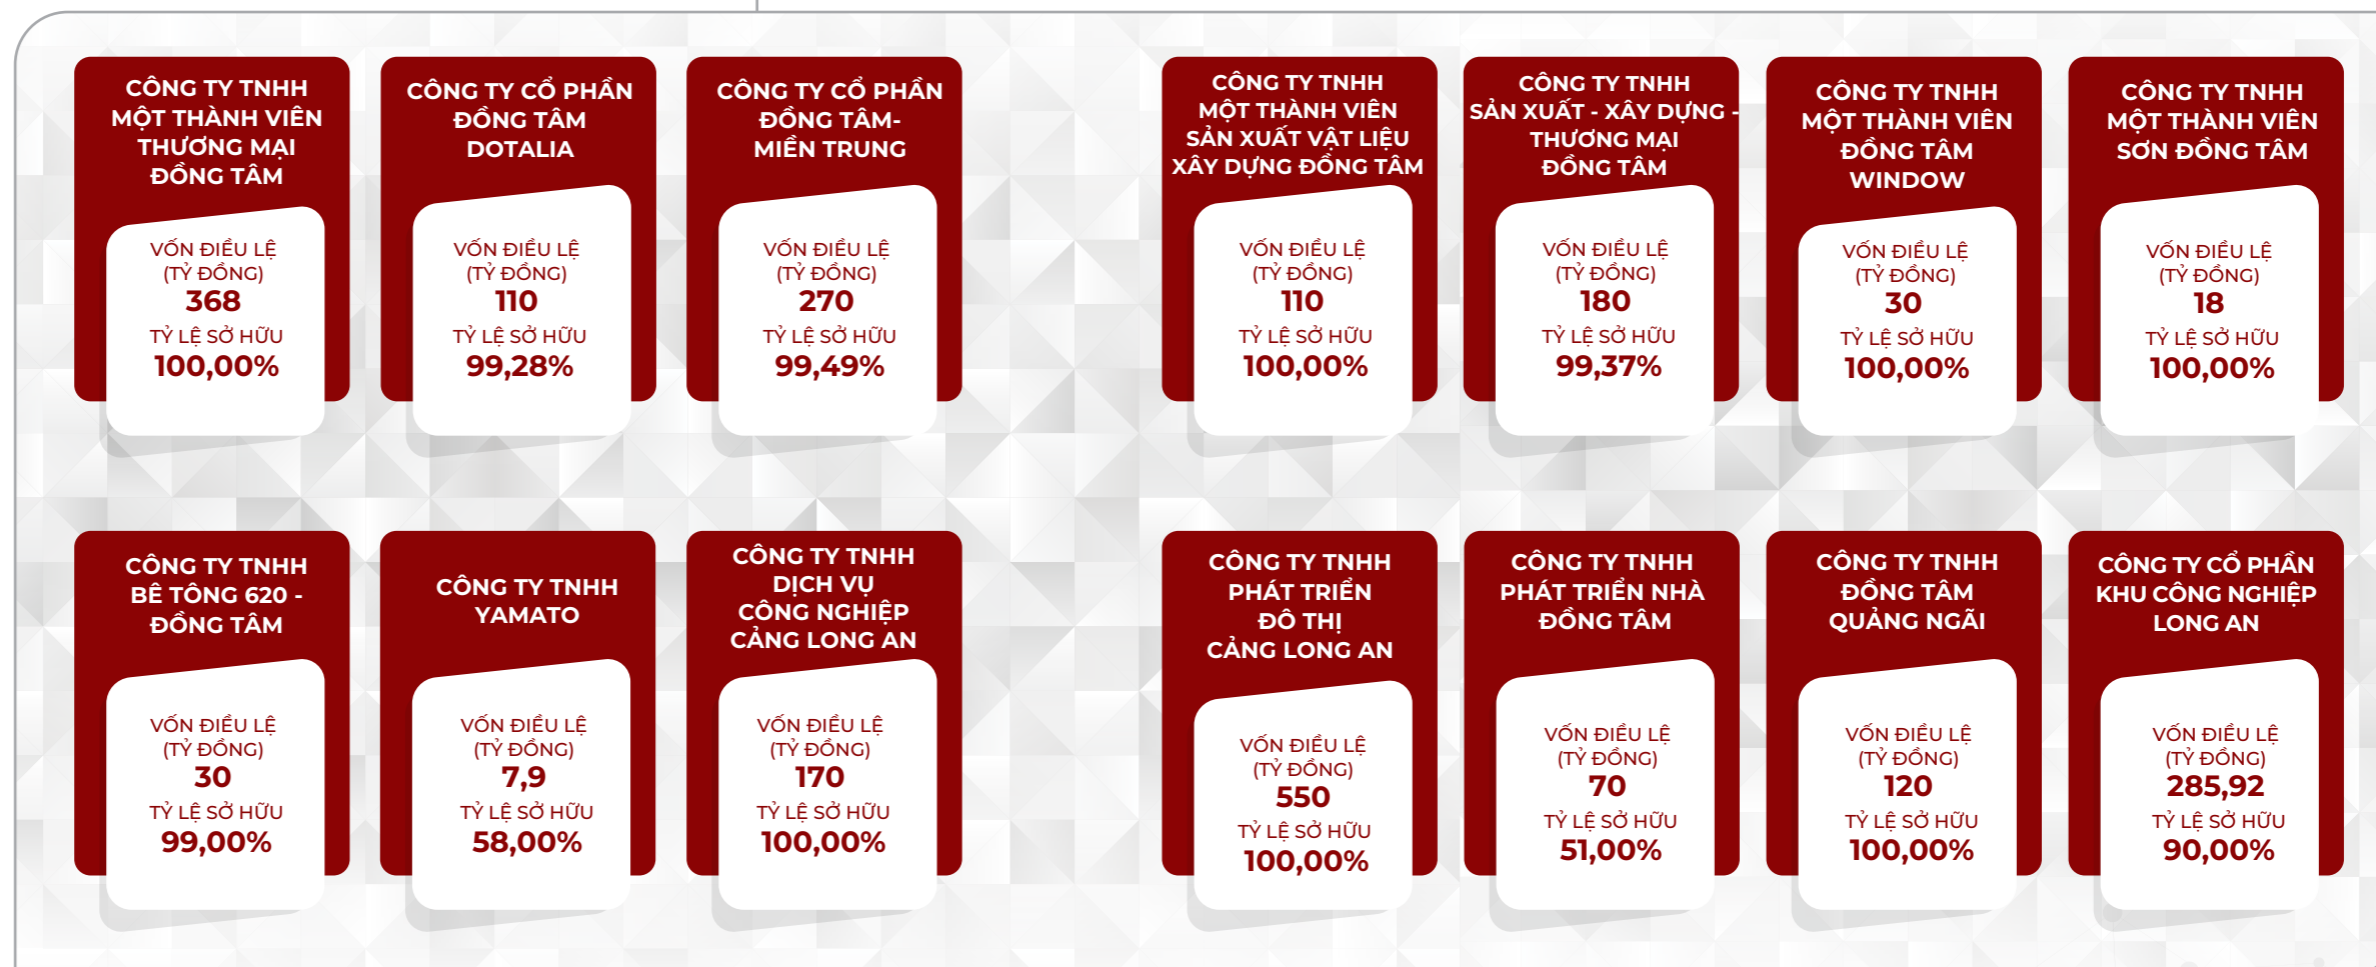 CÔNG TY TNHH
MỘT THÀNH VIÊN
THƯƠNG MẠI
ĐỒNG TÂM
VỐN ĐIỀU LỆ
(TỶ ĐỒNG)
368
TỶ LỆ SỞ HỮU
100,00%
CÔNG TY CỔ PHẦN
ĐỒNG TÂM
DOTALIA
VỐN ĐIỀU LỆ
(TỶ ĐỒNG)
110
TỶ LỆ SỞ HỮU
99,28%
CÔNG TY CỔ PHẦN
ĐỒNG TÂM-
MIỀN TRUNG
VỐN ĐIỀU LỆ
(TỶ ĐỒNG)
270
TỶ LỆ SỞ HỮU
99,49%
CÔNG TY TNHH
MỘT THÀNH VIÊN
SẢN XUẤT VẬT LIỆU
XÂY DỰNG ĐỒNG TÂM
VỐN ĐIỀU LỆ
(TỶ ĐỒNG)
110
TỶ LỆ SỞ HỮU
100,00%
CÔNG TY TNHH
SẢN XUẤT - XÂY DỰNG -
THƯƠNG MẠI
ĐỒNG TÂM
VỐN ĐIỀU LỆ
(TỶ ĐỒNG)
180
TỶ LỆ SỞ HỮU
99,37%
CÔNG TY TNHH
MỘT THÀNH VIÊN
ĐỒNG TÂM
WINDOW
VỐN ĐIỀU LỆ
(TỶ ĐỒNG)
30
TỶ LỆ SỞ HỮU
100,00%
CÔNG TY TNHH
MỘT THÀNH VIÊN
SƠN ĐỒNG TÂM
VỐN ĐIỀU LỆ
(TỶ ĐỒNG)
18
TỶ LỆ SỞ HỮU
100,00%
CÔNG TY TNHH
BÊ TÔNG 620 -
ĐỒNG TÂM
VỐN ĐIỀU LỆ
(TỶ ĐỒNG)
30
TỶ LỆ SỞ HỮU
99,00%
CÔNG TY TNHH
YAMATO
VỐN ĐIỀU LỆ
(TỶ ĐỒNG)
7,9
TỶ LỆ SỞ HỮU
58,00%
CÔNG TY TNHH
DỊCH VỤ
CÔNG NGHIỆP
CẢNG LONG AN
VỐN ĐIỀU LỆ
(TỶ ĐỒNG)
170
TỶ LỆ SỞ HỮU
100,00%
CÔNG TY TNHH
PHÁT TRIỂN
ĐÔ THỊ
CẢNG LONG AN
VỐN ĐIỀU LỆ
(TỶ ĐỒNG)
550
TỶ LỆ SỞ HỮU
100,00%
CÔNG TY TNHH
PHÁT TRIỂN NHÀ
ĐỒNG TÂM
VỐN ĐIỀU LỆ
(TỶ ĐỒNG)
70
TỶ LỆ SỞ HỮU
51,00%
CÔNG TY TNHH
ĐỒNG TÂM
QUẢNG NGÃI
VỐN ĐIỀU LỆ
(TỶ ĐỒNG)
120
TỶ LỆ SỞ HỮU
100,00%
CÔNG TY CỔ PHẦN
KHU CÔNG NGHIỆP
LONG AN
VỐN ĐIỀU LỆ
(TỶ ĐỒNG)
285,92
TỶ LỆ SỞ HỮU
90,00%